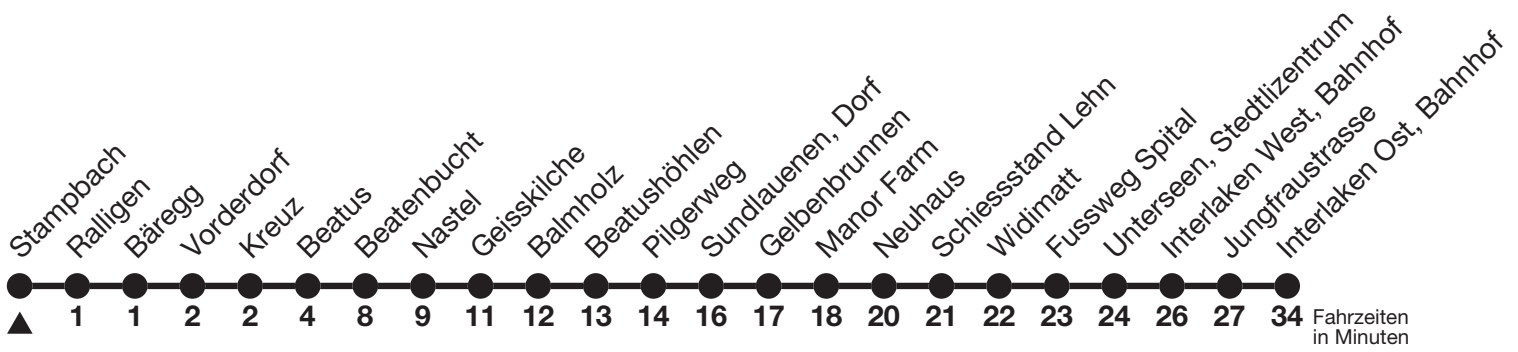 Stampbach
Ralligen
Bäregg
Vorderdorf
Kreuz
Beatus
Beatenbucht
Nastel
Geisskilche
Balmholz
Beatushöhlen
Pilgerweg
Sundlauenen, Dorf
Gelbenbrunnen
Manor Farm
Neuhaus
Schiessstand Lehn
Widimatt
Fussweg Spital
Unterseen, Stedtlizentrum
Interlaken West, Bahnhof
Jungfraustrasse
Interlaken Ost, Bahnhof
1 1 2 2 4 8 9 11 12 13 14 16 17 18 20 21 22 23 24 26 27 34 Fahrzeiten
in Minuten